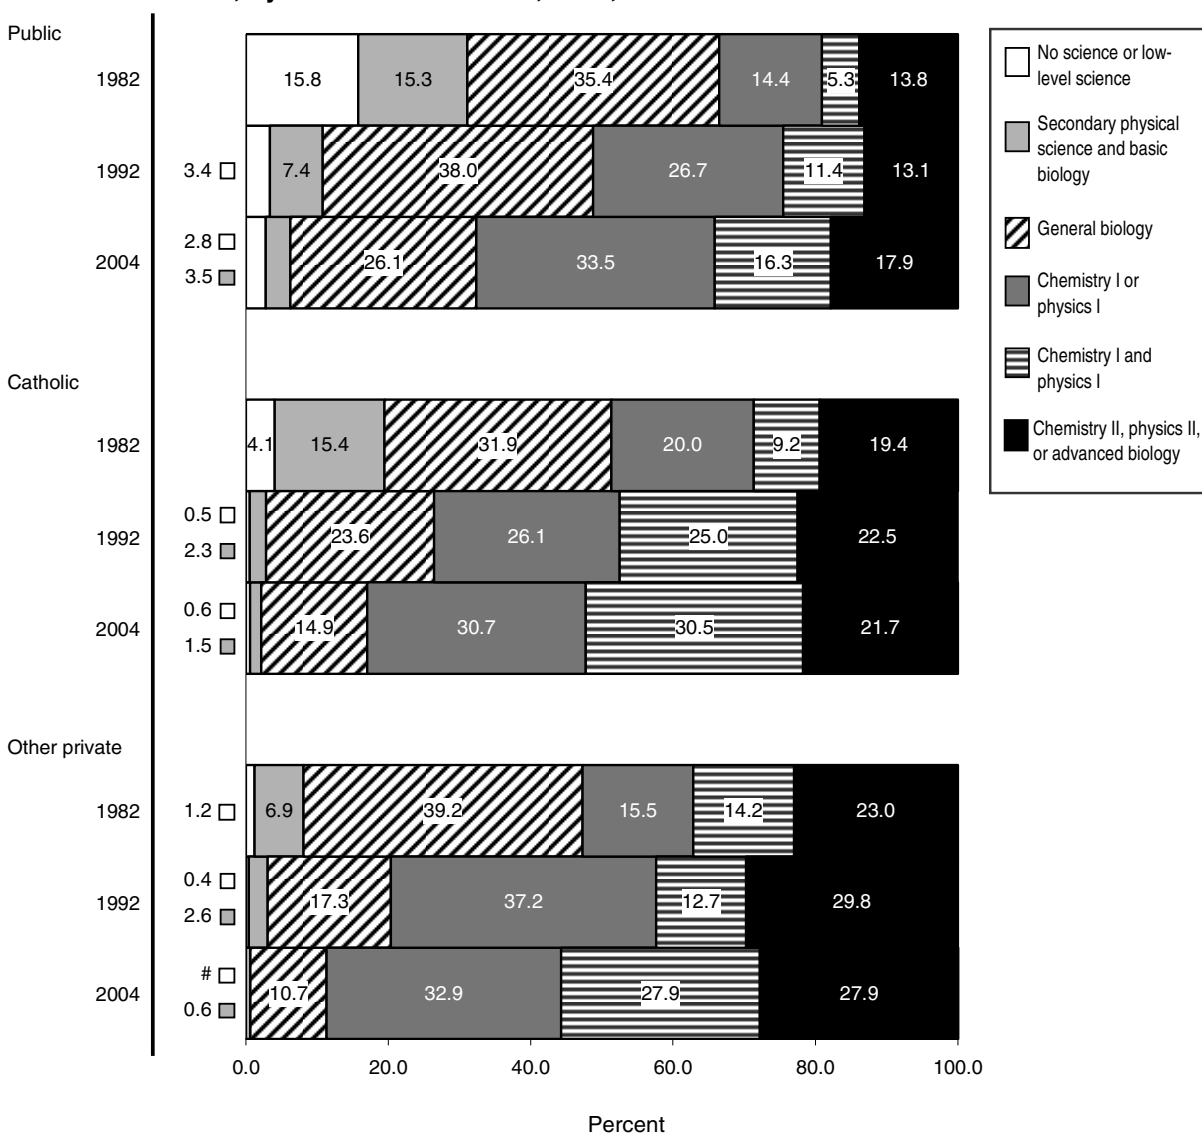 Public
1982
15.8 15.3 35.4 14.4 5.3 13.8
1992
3.4 7.4 38.0 26.7 11.4 13.1
2004
2.8
3.5
26.1 33.5 16.3 17.9
Catholic
1982
4.1 15.4 31.9 20.0 9.2 19.4
1992
0.5
2.3
23.6 26.1 25.0 22.5
2004
0.6
1.5
14.9 30.7 30.5 21.7
Other private
1982
1.2 6.9 39.2 15.5 14.2 23.0
1992
0.4
2.6
17.3 37.2 12.7 29.8
2004
#
0.6
10.7 32.9 27.9 27.9
0.0 20.0 40.0 60.0 80.0 100.0
Percent
No science or low-
level science
Secondary physical
science and basic
biology
General biology
Chemistry I or
physics I
Chemistry I and
physics I
Chemistry II, physics II,
or advanced biology